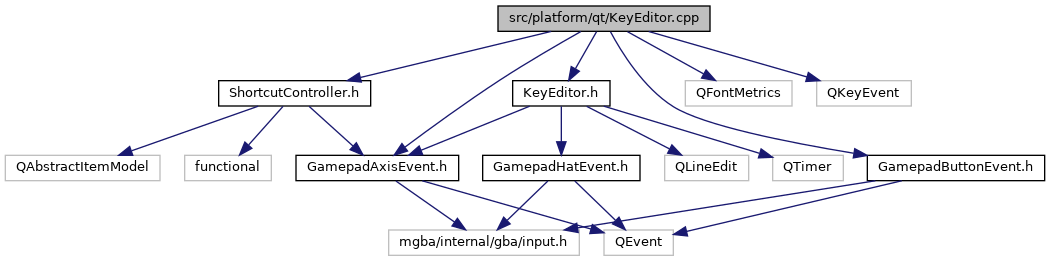 src/platform/qt/KeyEditor.cpp
ShortcutController.h
KeyEditor.h
QFontMetrics
QKeyEvent
QAbstractItemModel
functional
GamepadAxisEvent.h
GamepadHatEvent.h
QLineEdit
QTimer
GamepadButtonEvent.h
mgba/internal/gba/input.h
QEvent